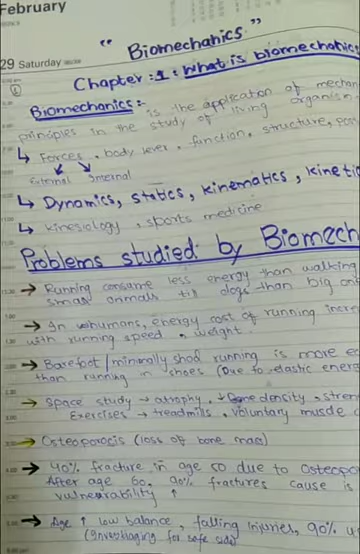 February
29 Saturday
" Biomechanics "
Chapter :1: What is biomechanics
①
Biomechanics:- is the application of mechan
principles in the study of living organism.
↳ Forces, body lever, function, structure, pos
External Internal
↳ Dynamics, statics, kinematics, kinetic
↳ kinesiology, sports medicine
Problems studied by Biomech
→ Running consume less energy than walking
small animals till dogs than big on
→ In humans, energy cost of running incre
with running speed, weight.
→ Barefoot/minimally shod running is more ec
than running in shoes (Due to elastic energ
→ Space study → atrophy, ↓ Bone density, stren
Exercises → treadmills, voluntary muscle c
→ Osteoporocis (loss of bone mas)
→ 40% fracture in age 50 due to Osteopo
After age 60, 90% fractures cause is
vulnerability ↑
→ Age ↑ low balance, falling injuries, 90% u
(Investigating for safe side)